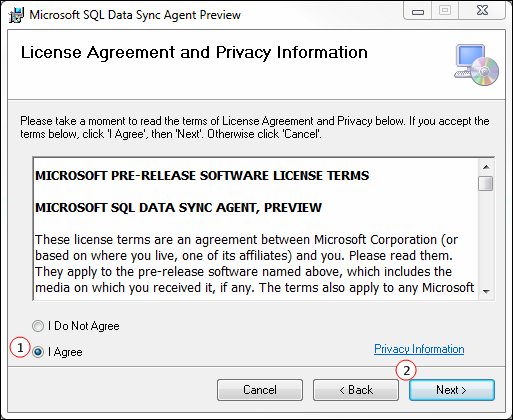 Microsoft SQL Data Sync Agent Preview
License Agreement and Privacy Information
Please take a moment to read the terms of License Agreement and Privacy below. If you accept the
terms below, click 'I Agree', then 'Next'. Otherwise click 'Cancel'.
MICROSOFT PRE-RELEASE SOFTWARE LICENSE TERMS
MICROSOFT SQL DATA SYNC AGENT, PREVIEW
These license terms are an agreement between Microsoft Corporation (or
based on where you live, one of its affiliates) and you. Please read them.
They apply to the pre-release software named above, which includes the
media on which you received it, if any. The terms also apply to any Microsoft
I Do Not Agree
1 I Agree
Privacy Information
2
Cancel
< Back
Next >